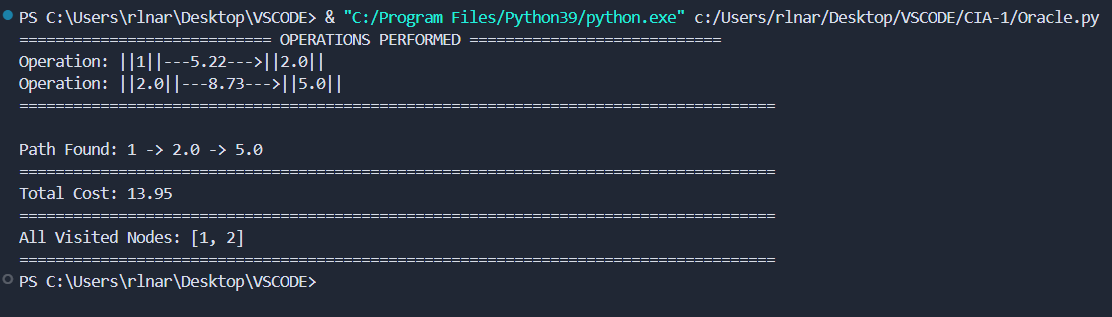 PS C:\Users\rlnar\Desktop\VSCODE> & "C:/Program Files/Python39/python.exe" c:/Users/rlnar/Desktop/VSCODE/CIA-1/Oracle.py
============================ OPERATIONS PERFORMED ============================
Operation: ||1||---5.22--->||2.0||
Operation: ||2.0||---8.73--->||5.0||
====================================================================================
Path Found: 1 -> 2.0 -> 5.0
====================================================================================
Total Cost: 13.95
====================================================================================
All Visited Nodes: [1, 2]
====================================================================================
PS C:\Users\rlnar\Desktop\VSCODE>